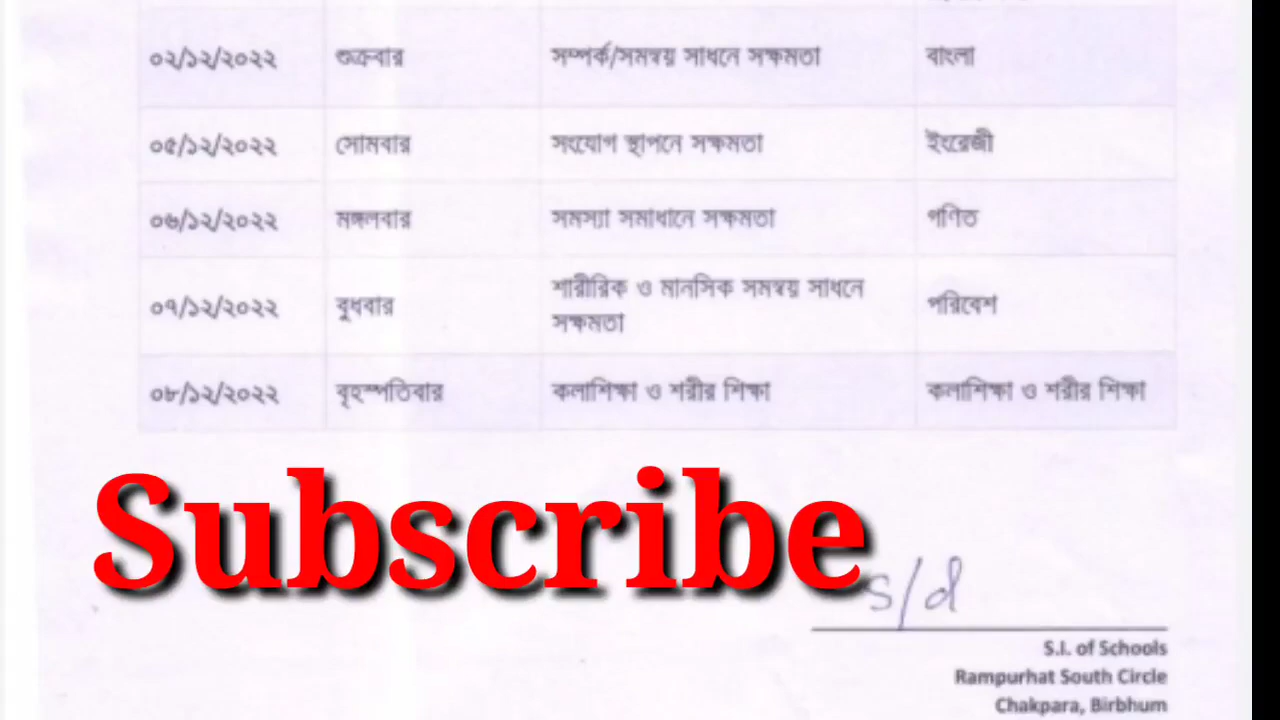 ০২/১২/২০২২ শুক্রবার সম্পর্ক/সমন্বয় সাধনে সক্ষমতা বাংলা
০৫/১২/২০২২ সোমবার সংযোগ স্থাপনে সক্ষমতা ইংরেজী
০৬/১২/২০২২ মঙ্গলবার সমস্যা সমাধানে সক্ষমতা গণিত
০৭/১২/২০২২ বুধবার শারীরিক ও মানসিক সমন্বয় সাধনে সক্ষমতা পরিবেশ
০৮/১২/২০২২ বৃহস্পতিবার কলাশিক্ষা ও শরীর শিক্ষা কলাশিক্ষা ও শরীর শিক্ষা
Subscribe
s/d
S.I. of Schools
Rampurhat South Circle
Chakpara, Birbhum